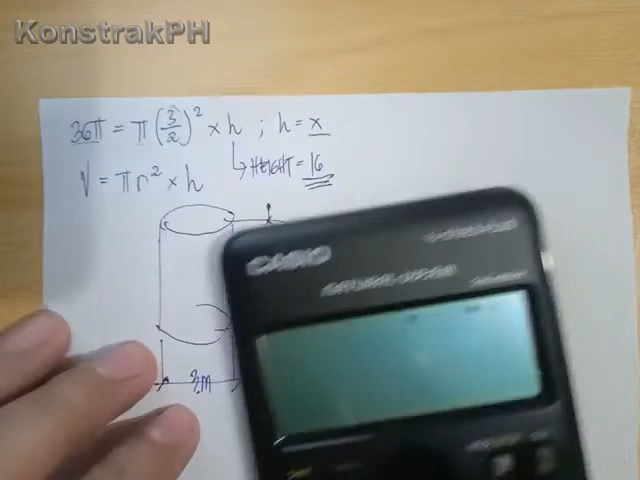 KonstrakPH
36π = π(3/2)² × h ; h = x
↳ HEIGHT = 16
V = πr² × h
CASIO
3M